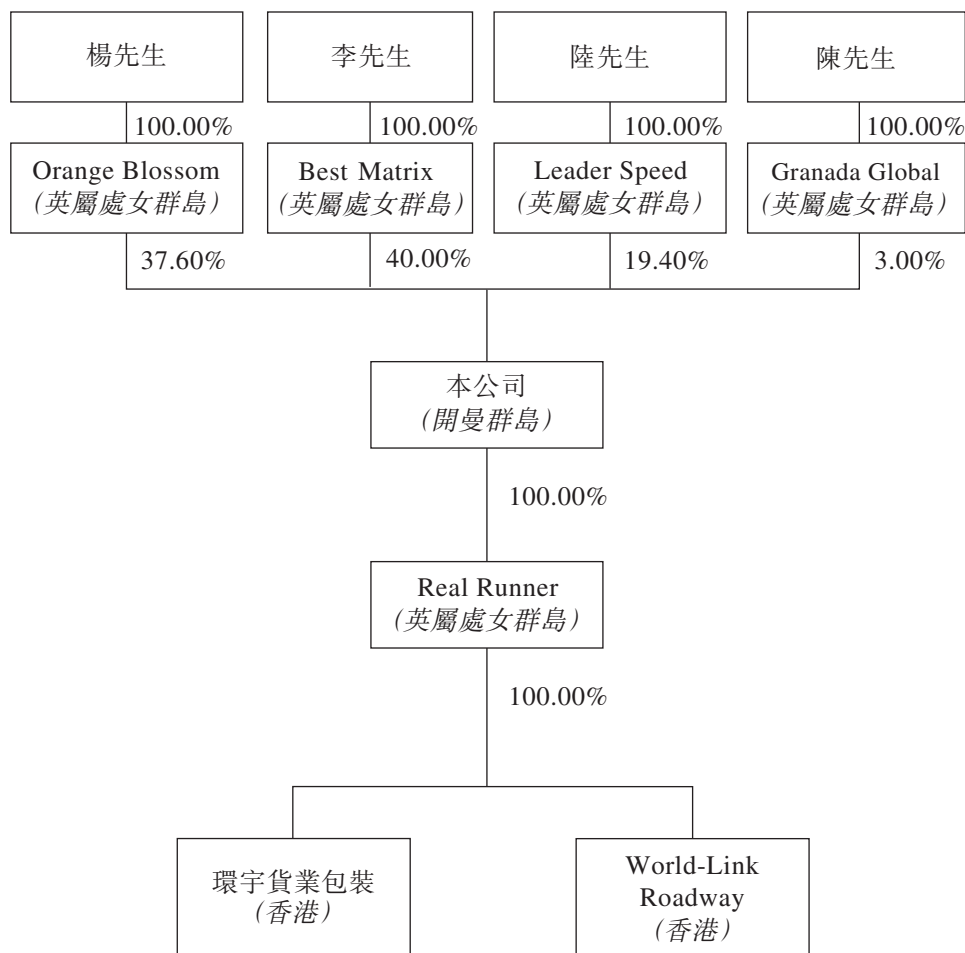 楊先生
李先生
陸先生
陳先生
100.00%
100.00%
100.00%
100.00%
Orange Blossom
(英屬處女群島)
Best Matrix
(英屬處女群島)
Leader Speed
(英屬處女群島)
Granada Global
(英屬處女群島)
37.60%
40.00%
19.40%
3.00%
本公司
(開曼群島)
100.00%
Real Runner
(英屬處女群島)
100.00%
環宇貨業包裝
(香港)
World-Link
Roadway
(香港)